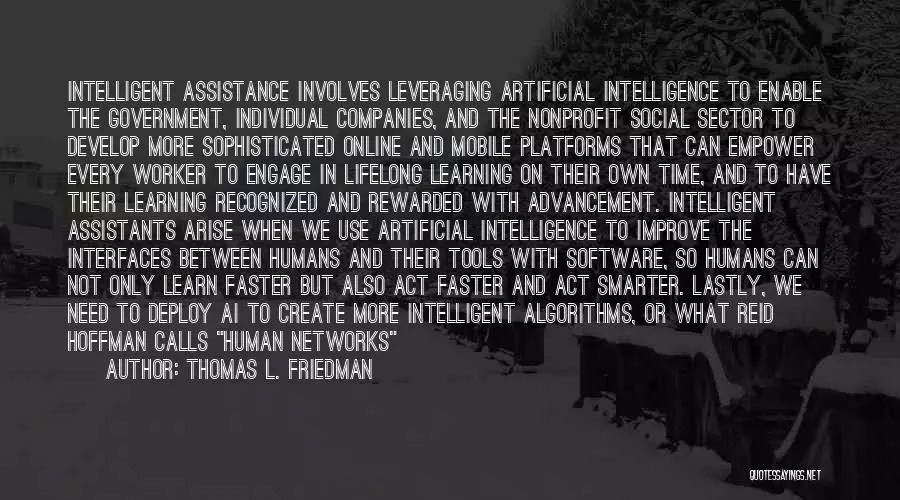 INTELLIGENT ASSISTANCE INVOLVES LEVERAGING ARTIFICIAL INTELLIGENCE TO ENABLE
THE GOVERNMENT, INDIVIDUAL COMPANIES, AND THE NONPROFIT SOCIAL SECTOR TO
DEVELOP MORE SOPHISTICATED ONLINE AND MOBILE PLATFORMS THAT CAN EMPOWER
EVERY WORKER TO ENGAGE IN LIFELONG LEARNING ON THEIR OWN TIME, AND TO HAVE
THEIR LEARNING RECOGNIZED AND REWARDED WITH ADVANCEMENT. INTELLIGENT
ASSISTANTS ARISE WHEN WE USE ARTIFICIAL INTELLIGENCE TO IMPROVE THE
INTERFACES BETWEEN HUMANS AND THEIR TOOLS WITH SOFTWARE, SO HUMANS CAN
NOT ONLY LEARN FASTER BUT ALSO ACT FASTER AND ACT SMARTER. LASTLY, WE
NEED TO DEPLOY AI TO CREATE MORE INTELLIGENT ALGORITHMS, OR WHAT REID
HOFFMAN CALLS "HUMAN NETWORKS"
AUTHOR: THOMAS L. FRIEDMAN
QUOTESSAYINGS.NET